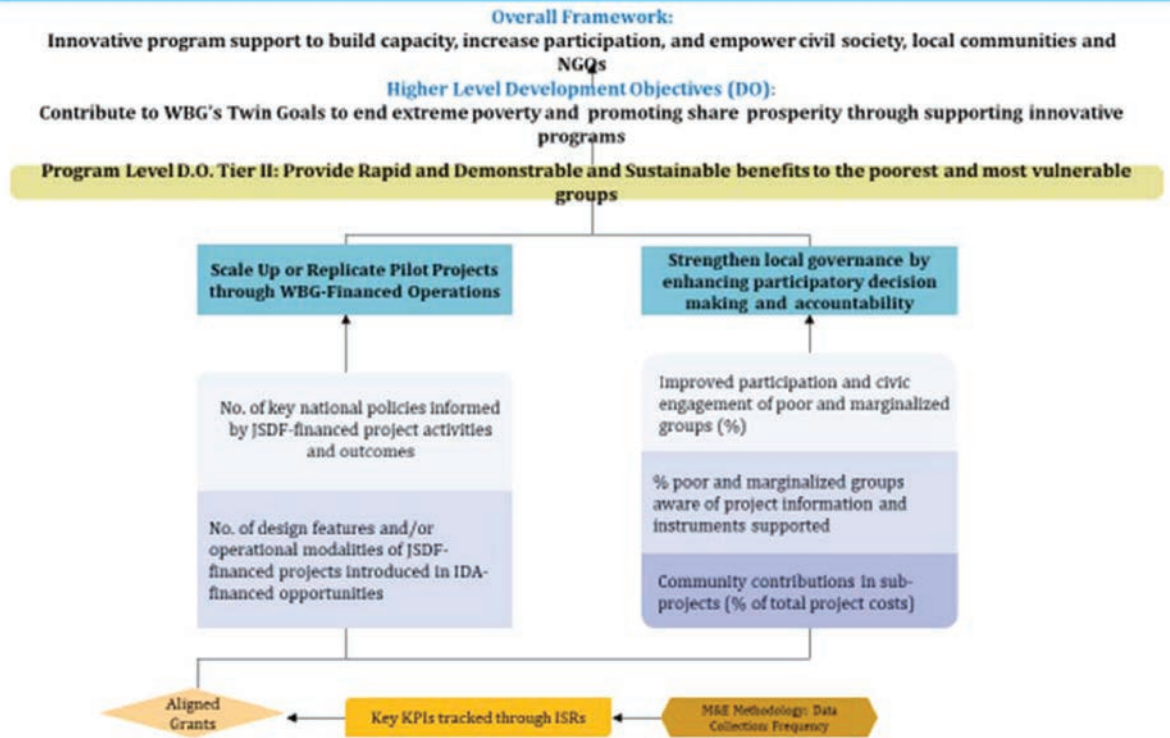 Overall Framework:
Innovative program support to build capacity, increase participation, and empower civil society, local communities and
NGOs
Higher Level Development Objectives (DO):
Contribute to WBG's Twin Goals to end extreme poverty and promoting share prosperity through supporting innovative
programs
Program Level D.O. Tier II: Provide Rapid and Demonstrable and Sustainable benefits to the poorest and most vulnerable
groups
Scale Up or Replicate Pilot Projects
through WBG-Financed Operations
No. of key national policies informed
by JSDF-financed project activities
and outcomes
No. of design features and/or
operational modalities of JSDF-
financed projects introduced in IDA-
financed opportunities
Strengthen local governance by
enhancing participatory decision
making and accountability
Improved participation and civic
engagement of poor and marginalized
groups (%)
% poor and marginalized groups
aware of project information and
instruments supported
Community contributions in sub-
projects (% of total project costs)
Aligned
Grants
Key KPIs tracked through ISRs
M&E Methodology: Data
Collection: Frequency